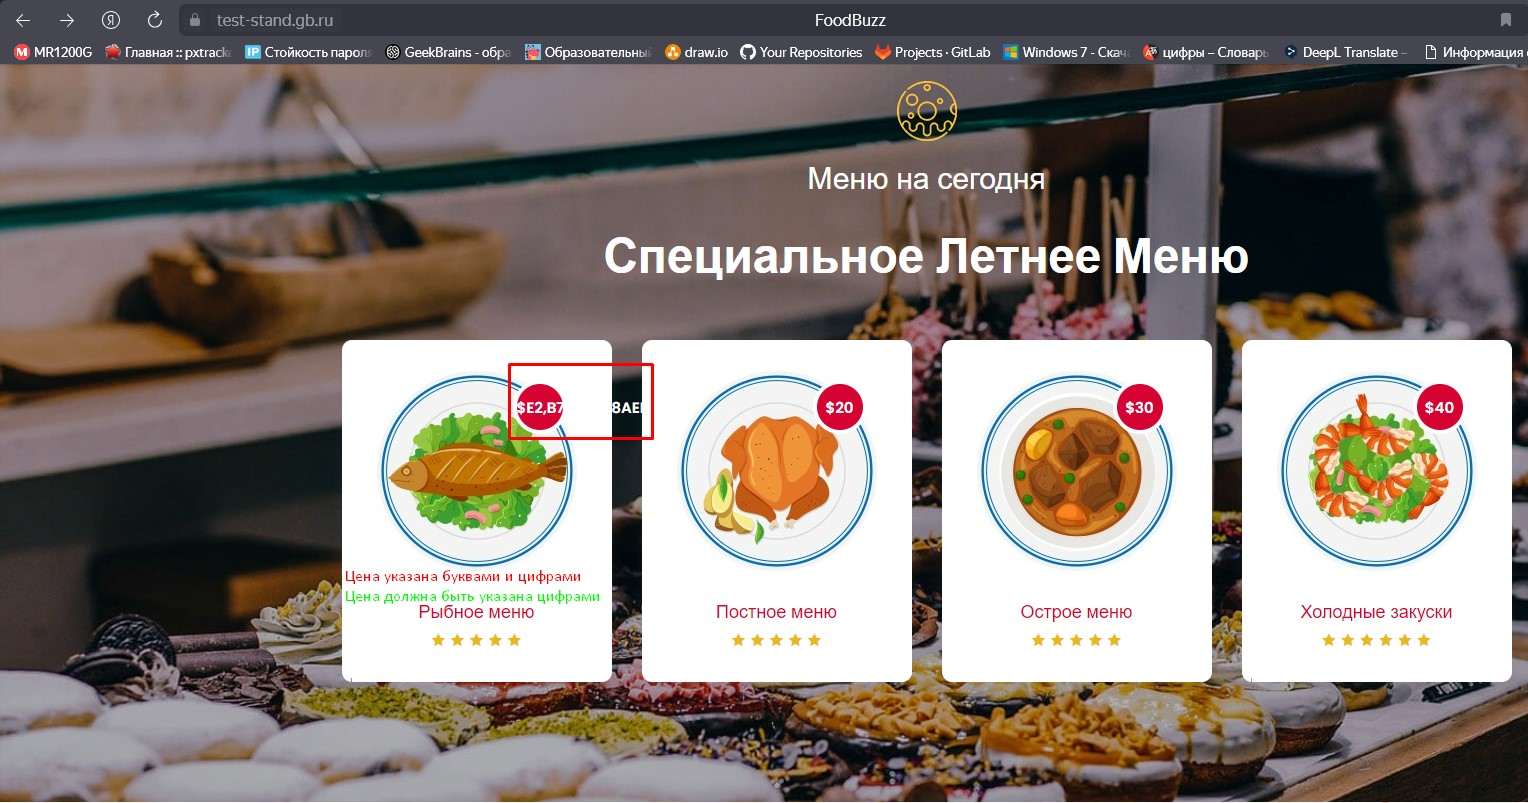 test-stand.gb.ru
FoodBuzz
MR1200G
Главная :: pxtracke
Стойкость пароля
GeekBrains - обра
Образовательный
draw.io
Your Repositories
Projects · GitLab
Windows 7 - Скача
цифры – Словарь
DeepL Translate –
Информация
Меню на сегодня
Специальное Летнее Меню
$E2,B7 8AE
$20
$30
$40
Цена указана буквами и цифрами
Цена должна быть указана цифрами
Рыбное меню
Постное меню
Острое меню
Холодные закуски